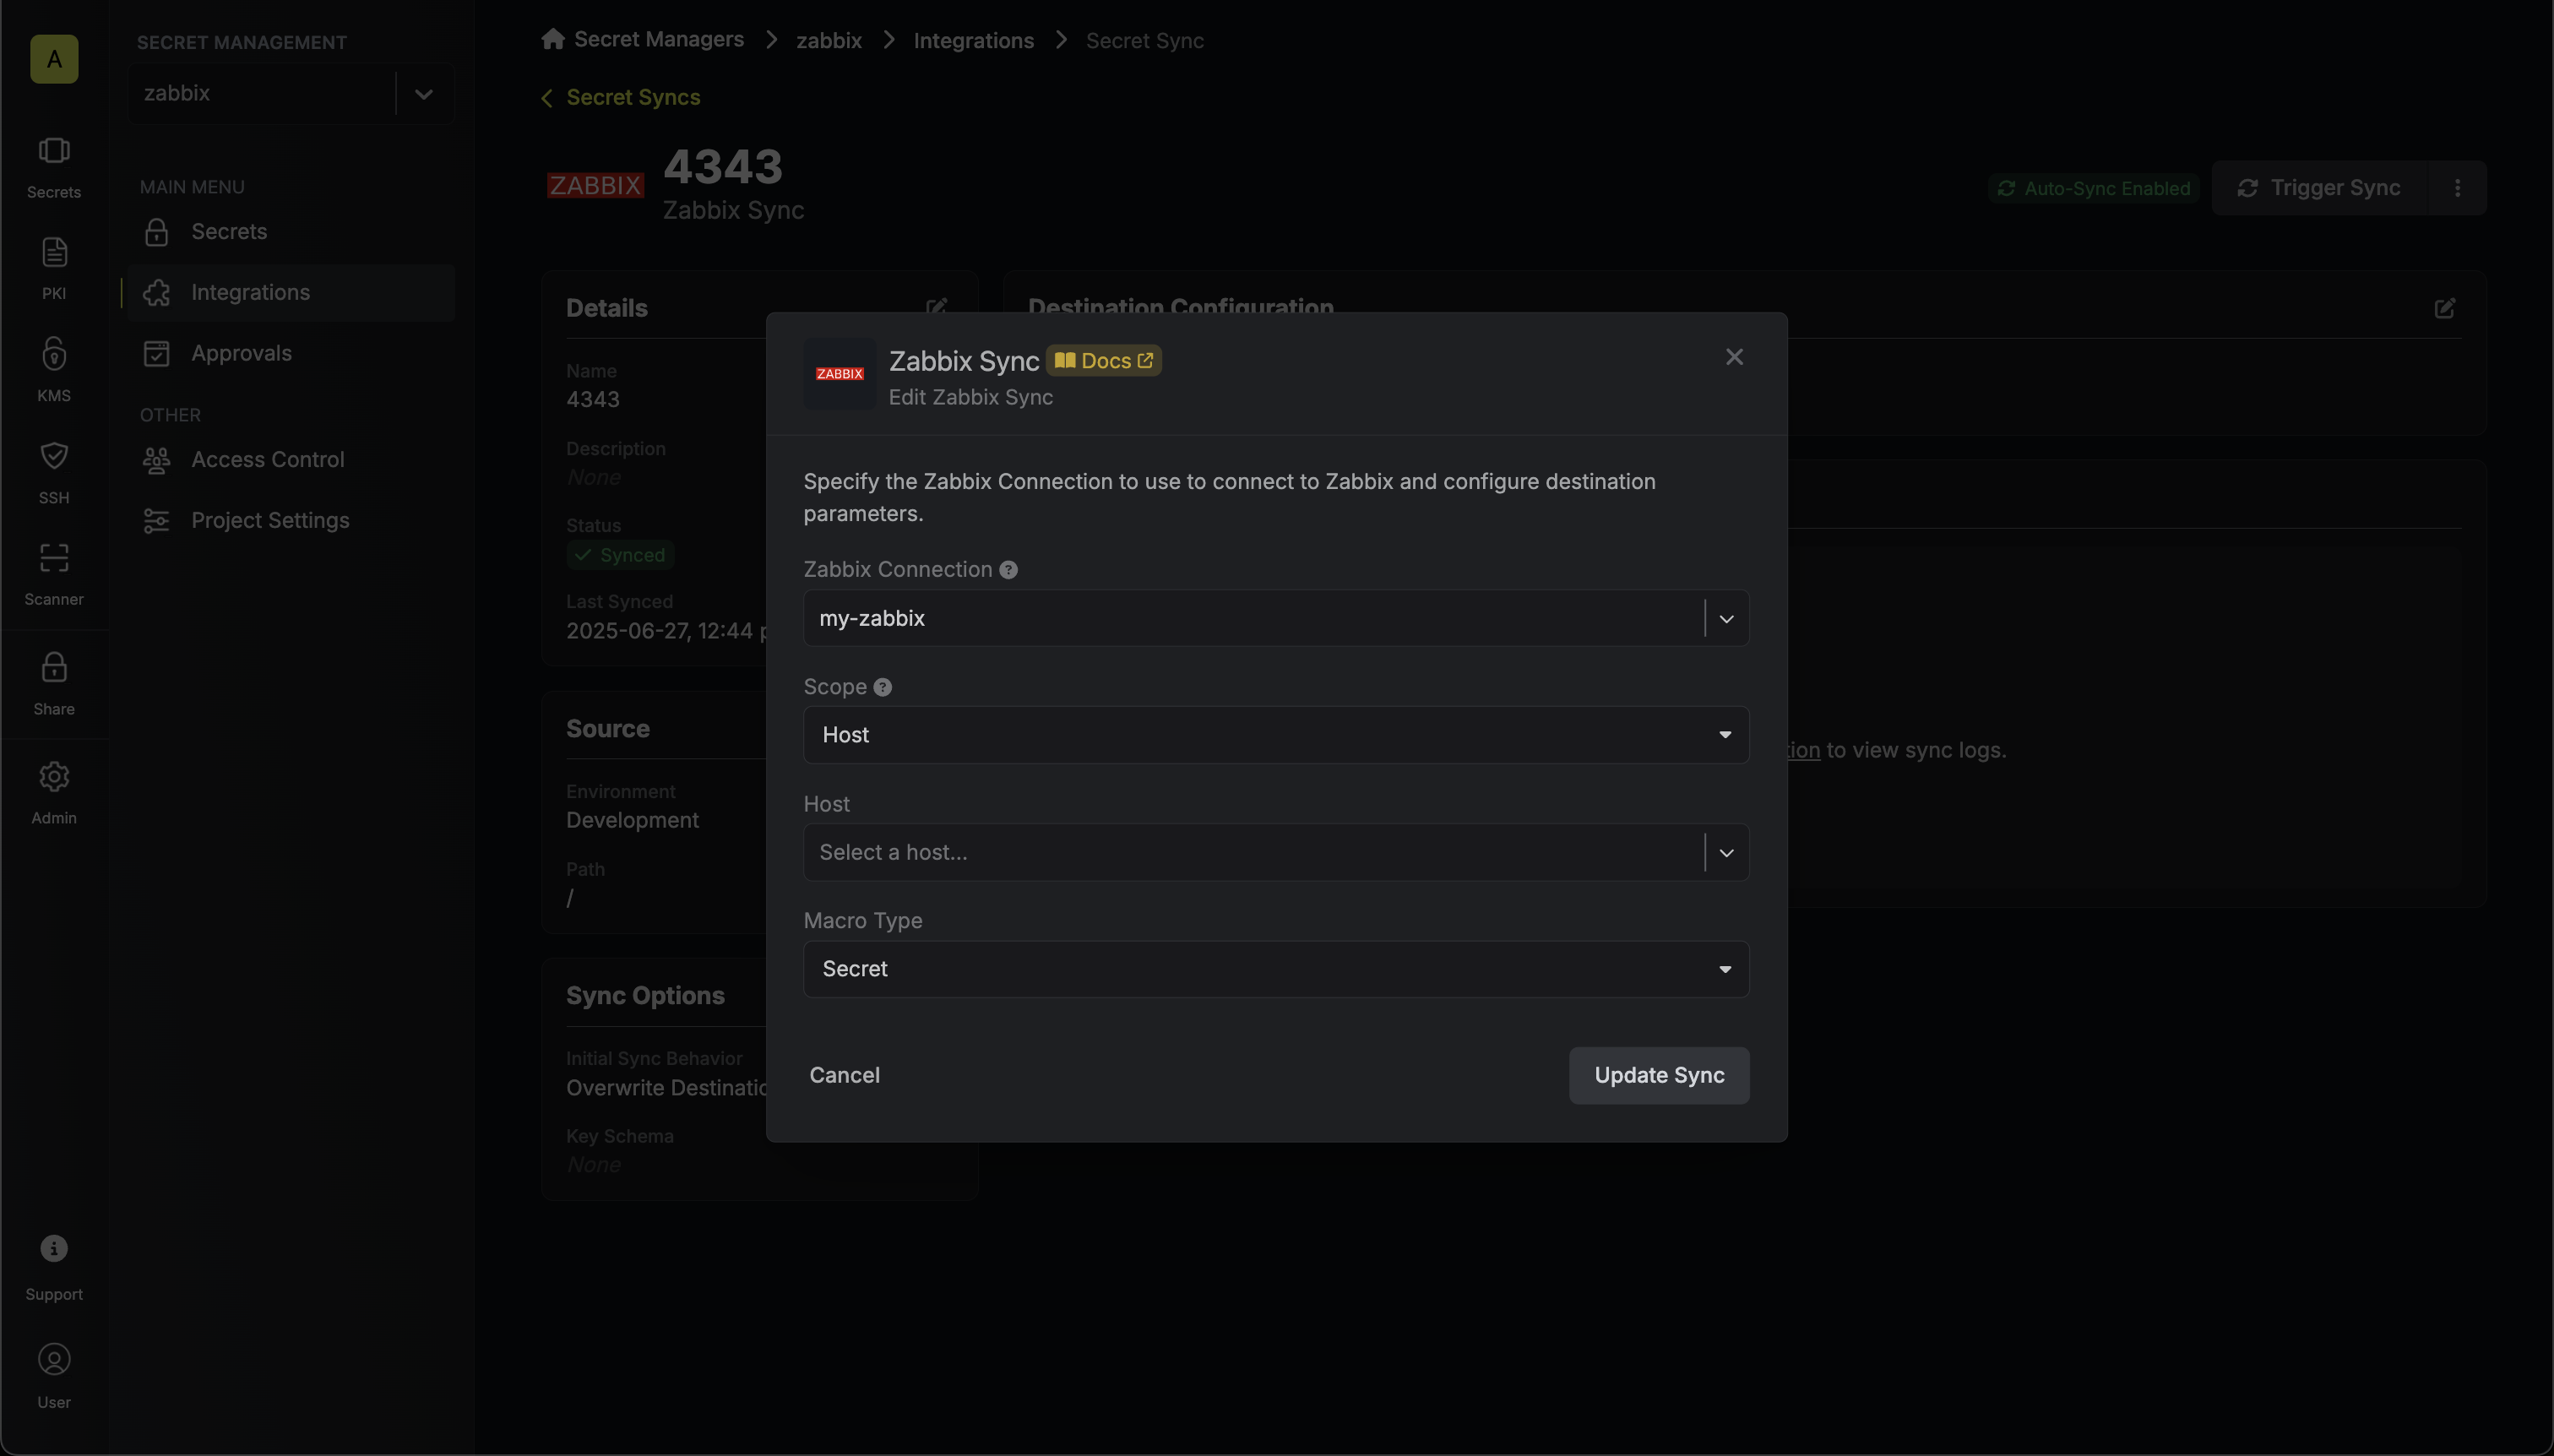 A
Secrets
PKI
KMS
SSH
Scanner
Share
Admin
Support
User
SECRET MANAGEMENT
zabbix
MAIN MENU
Secrets
Integrations
Approvals
OTHER
Access Control
Project Settings
Secret Managers > zabbix > Integrations > Secret Sync
Secret Syncs
ZABBIX
4343
Zabbix Sync
Auto-Sync Enabled
Trigger Sync
Details
Name
4343
Description
None
Status
Synced
Last Synced
2025-06-27, 12:44
Source
Environment
Development
Path
/
Sync Options
Initial Sync Behavior
Overwrite
Key Schema
None
Destination Configuration
to view sync logs.
ZABBIX
Zabbix Sync
Docs
Edit Zabbix Sync
Specify the Zabbix Connection to use to connect to Zabbix and configure destination
parameters.
Zabbix Connection
my-zabbix
Scope
Host
Host
Select a host...
Macro Type
Secret
Cancel
Update Sync